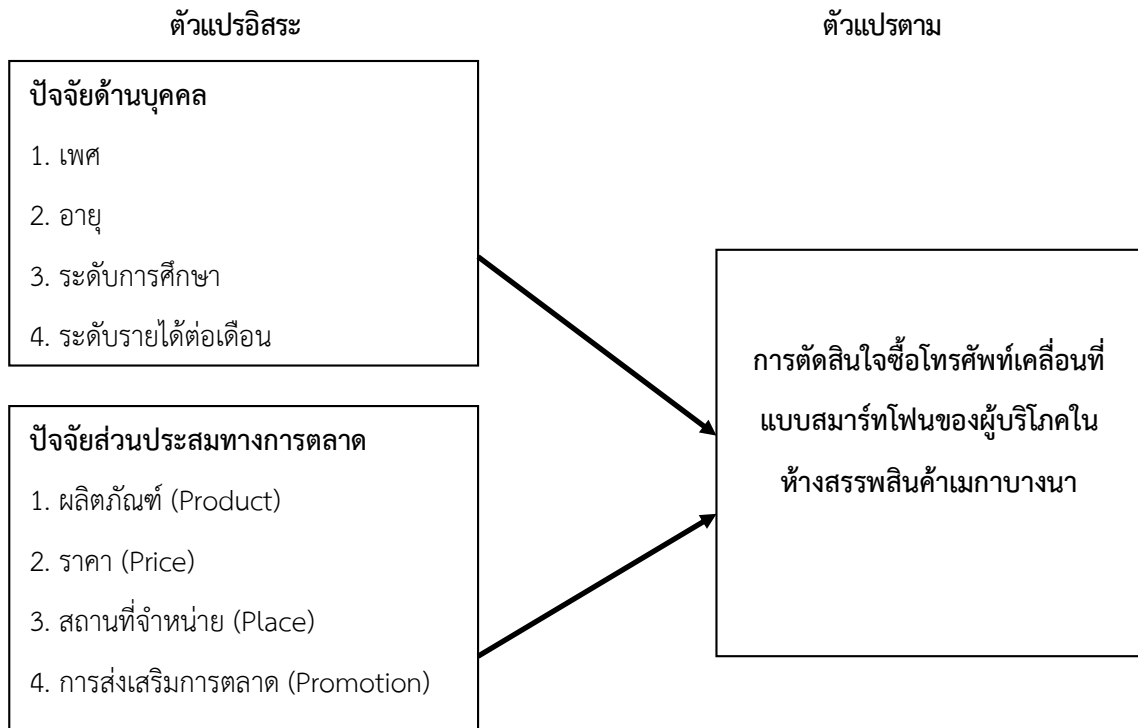 ตัวแปรอิสระ
ตัวแปรตาม
ปัจจัยด้านบุคคล
1. เพศ
2. อายุ
3. ระดับการศึกษา
4. ระดับรายได้ต่อเดือน
ปัจจัยส่วนประสมทางการตลาด
1. ผลิตภัณฑ์ (Product)
2. ราคา (Price)
3. สถานที่จำหน่าย (Place)
4. การส่งเสริมการตลาด (Promotion)
การตัดสินใจซื้อโทรศัพท์เคลื่อนที่
แบบสมาร์ทโฟนของผู้บริโภคใน
ห้างสรรพสินค้าเมกาบางนา